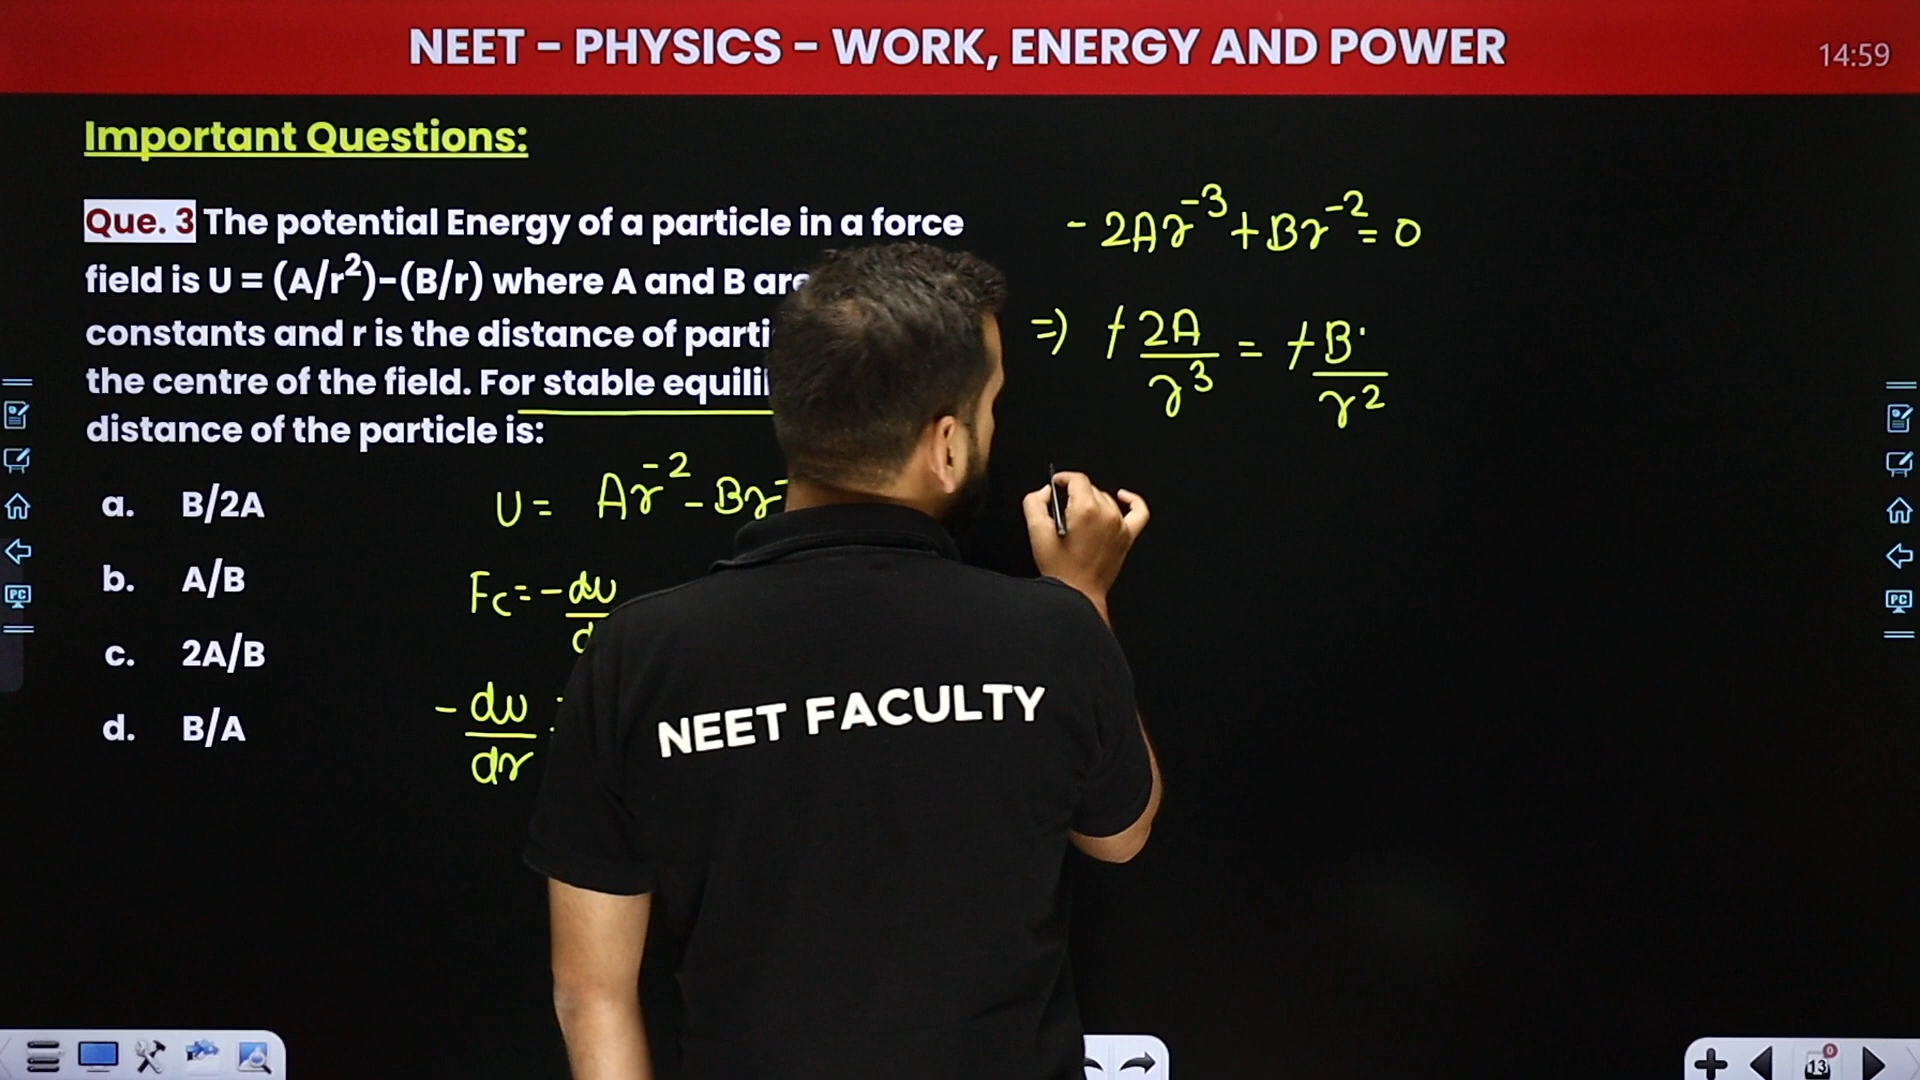 NEET – PHYSICS – WORK, ENERGY AND POWER
14:59
Important Questions:
Que. 3 The potential Energy of a particle in a force
field is U = (A/r²)-(B/r) where A and B are
constants and r is the distance of
the centre of the field. For stable
distance of the particle is:
a. B/2A
b. A/B
c. 2A/B
d. B/A
U = Ar⁻² - Br⁻
Fc = - du
- du
dr
- 2Ar⁻³ + Br⁻² = 0
⇒ + 2A/r³ = + B/r²
NEET FACULTY
PC
PC
13
0